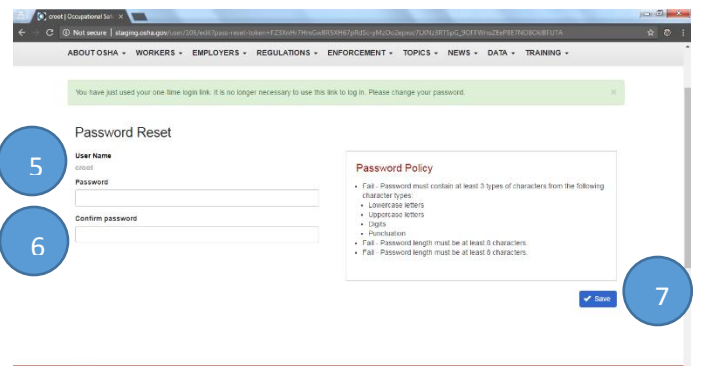 croot | Occupational Safe
Not secure | staging.osha.gov
ABOUT OSHA WORKERS EMPLOYERS REGULATIONS ENFORCEMENT TOPICS NEWS DATA TRAINING
You have just used your one-time login link. It is no longer necessary to use this link to log in. Please change your password.
Password Reset
5
User Name
croot
Password
Confirm password
6
Password Policy
Fail - Password must contain at least 3 types of characters from the following
character types:
Lowercase letters
Uppercase letters
Digits
Punctuation
Fail - Password length must be at least 6 characters.
Fail - Password length must be at least 8 characters.
Save
7